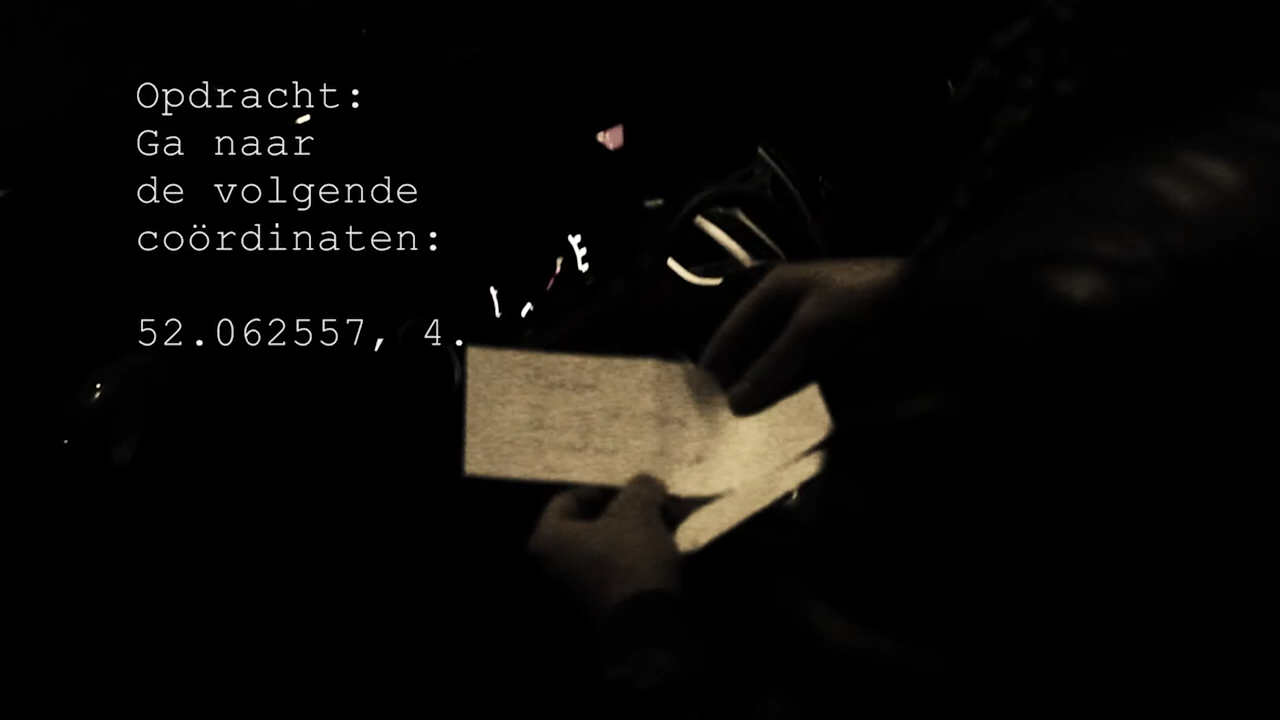 Opdracht:
Ga naar
de volgende
coördinaten:
52.062557, 4.